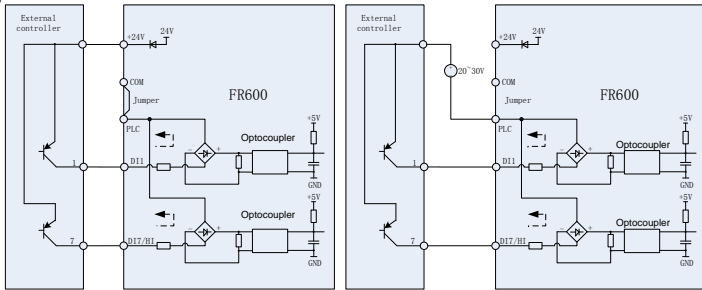 External
controller
+24V
24V
COM
Jumper
PLC
FR600
+5V
Optocoupler
1
DI1
-
+
GND
+5V
Optocoupler
7
DI7/HI
-
+
GND
External
controller
20~30V
+24V
24V
COM
Jumper
PLC
FR600
+5V
Optocoupler
1
DI1
-
+
GND
+5V
Optocoupler
7
DI7/HI
-
+
GND